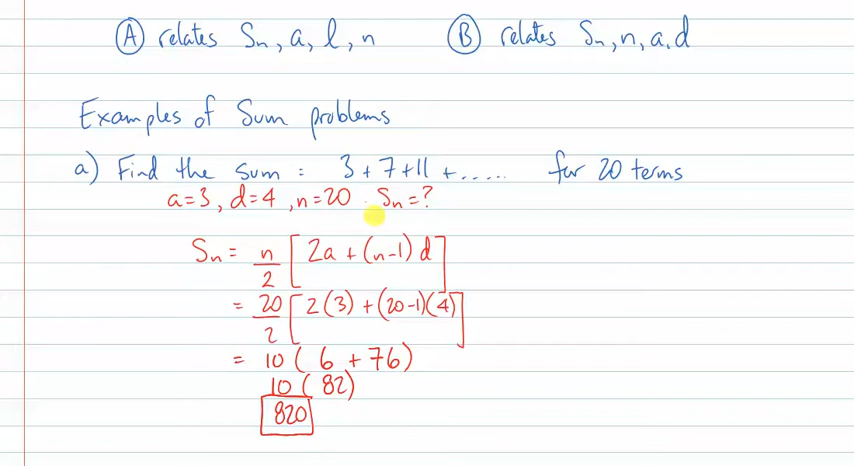 Ⓐ relates Sn, a, l, n Ⓑ relates Sn, n, a, d
Examples of Sum problems
a) Find the sum : 3 + 7 + 11 + ...... for 20 terms
a=3, d=4, n=20 . Sn=?
Sn = n/2 [2a + (n-1) d]
= 20/2 [2(3) + (20-1)(4)]
= 10 ( 6 + 76)
10 ( 82)
820